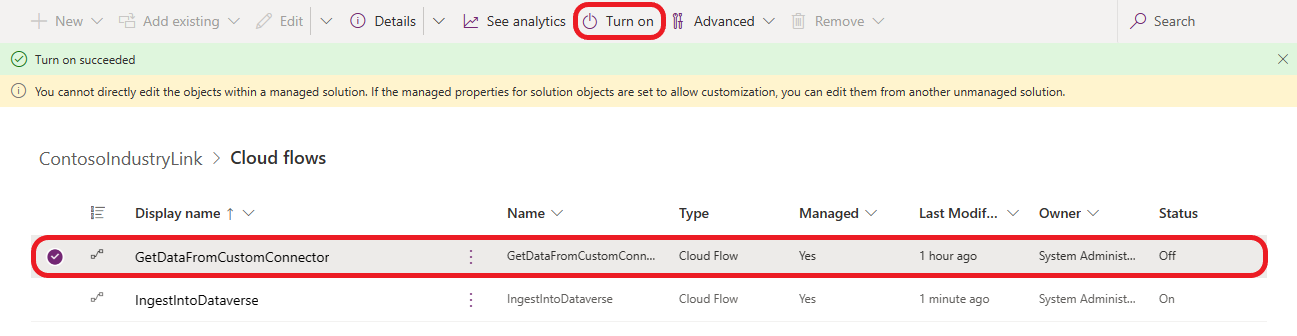 New Add existing Edit Details See analytics Turn on Advanced Remove Search
Turn on succeeded
You cannot directly edit the objects within a managed solution. If the managed properties for solution objects are set to allow customization, you can edit them from another unmanaged solution.
ContosoIndustryLink > Cloud flows
Display name ↑ Name Type Managed Last Modif... Owner Status
GetDataFromCustomConnector GetDataFromCustomConn... Cloud Flow Yes 1 hour ago System Administ... Off
IngestIntoDataverse IngestIntoDataverse Cloud Flow Yes 1 minute ago System Administ... On